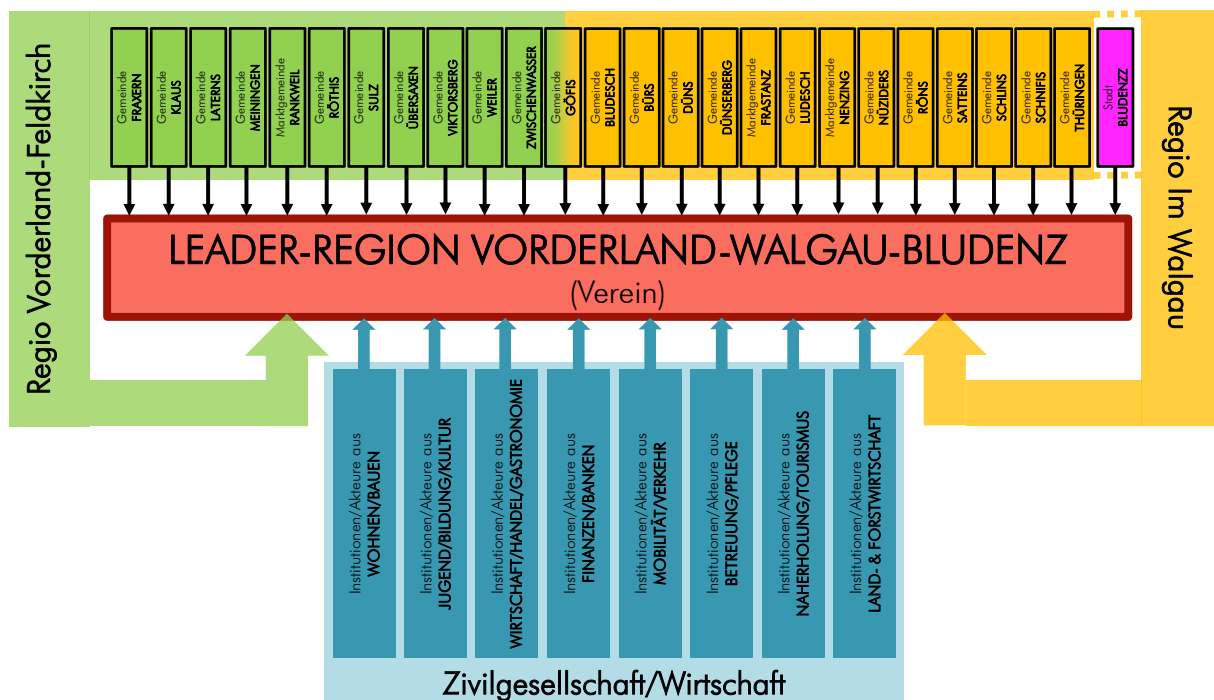 Regio Vorderland-Feldkirch
Gemeinde
FRAXERN
Gemeinde
KLAUS
Gemeinde
LATERNS
Gemeinde
MEININGEN
Marktgemeinde
RANKWEIL
Gemeinde
RÖTHIS
Gemeinde
SULZ
Gemeinde
ÜBERSAXEN
Gemeinde
VIKTORSBERG
Gemeinde
WEILER
Gemeinde
ZWISCHENWASSER
Gemeinde
GÖFIS
Gemeinde
BLUDESCH
Gemeinde
BÜRS
Gemeinde
DÜNS
Gemeinde
DÜNSERBERG
Marktgemeinde
FRASTANZ
Gemeinde
LUDESCH
Marktgemeinde
NENZING
Gemeinde
NÜZIDERS
Gemeinde
RÖNS
Gemeinde
SATTEINS
Gemeinde
SCHLINS
Gemeinde
SCHNIFIS
Gemeinde
THÜRINGEN
Stadt
BLUDENZZ
Regio Im Walgau
LEADER-REGION VORDERLAND-WALGAU-BLUDENZ
(Verein)
Institutionen/Akteure aus
WOHNEN/BAUEN
Institutionen/Akteure aus
JUGEND/BILDUNG/KULTUR
Institutionen/Akteure aus
WIRTSCHAFT/HANDEL/GASTRONOMIE
Institutionen/Akteure aus
FINANZEN/BANKEN
Institutionen/Akteure aus
MOBILITÄT/VERKEHR
Institutionen/Akteure aus
BETREUUNG/PFLEGE
Institutionen/Akteure aus
NAHERHOLUNG/TOURISMUS
Institutionen/Akteure aus
LAND- & FORSTWIRTSCHAFT
Zivilgesellschaft/Wirtschaft